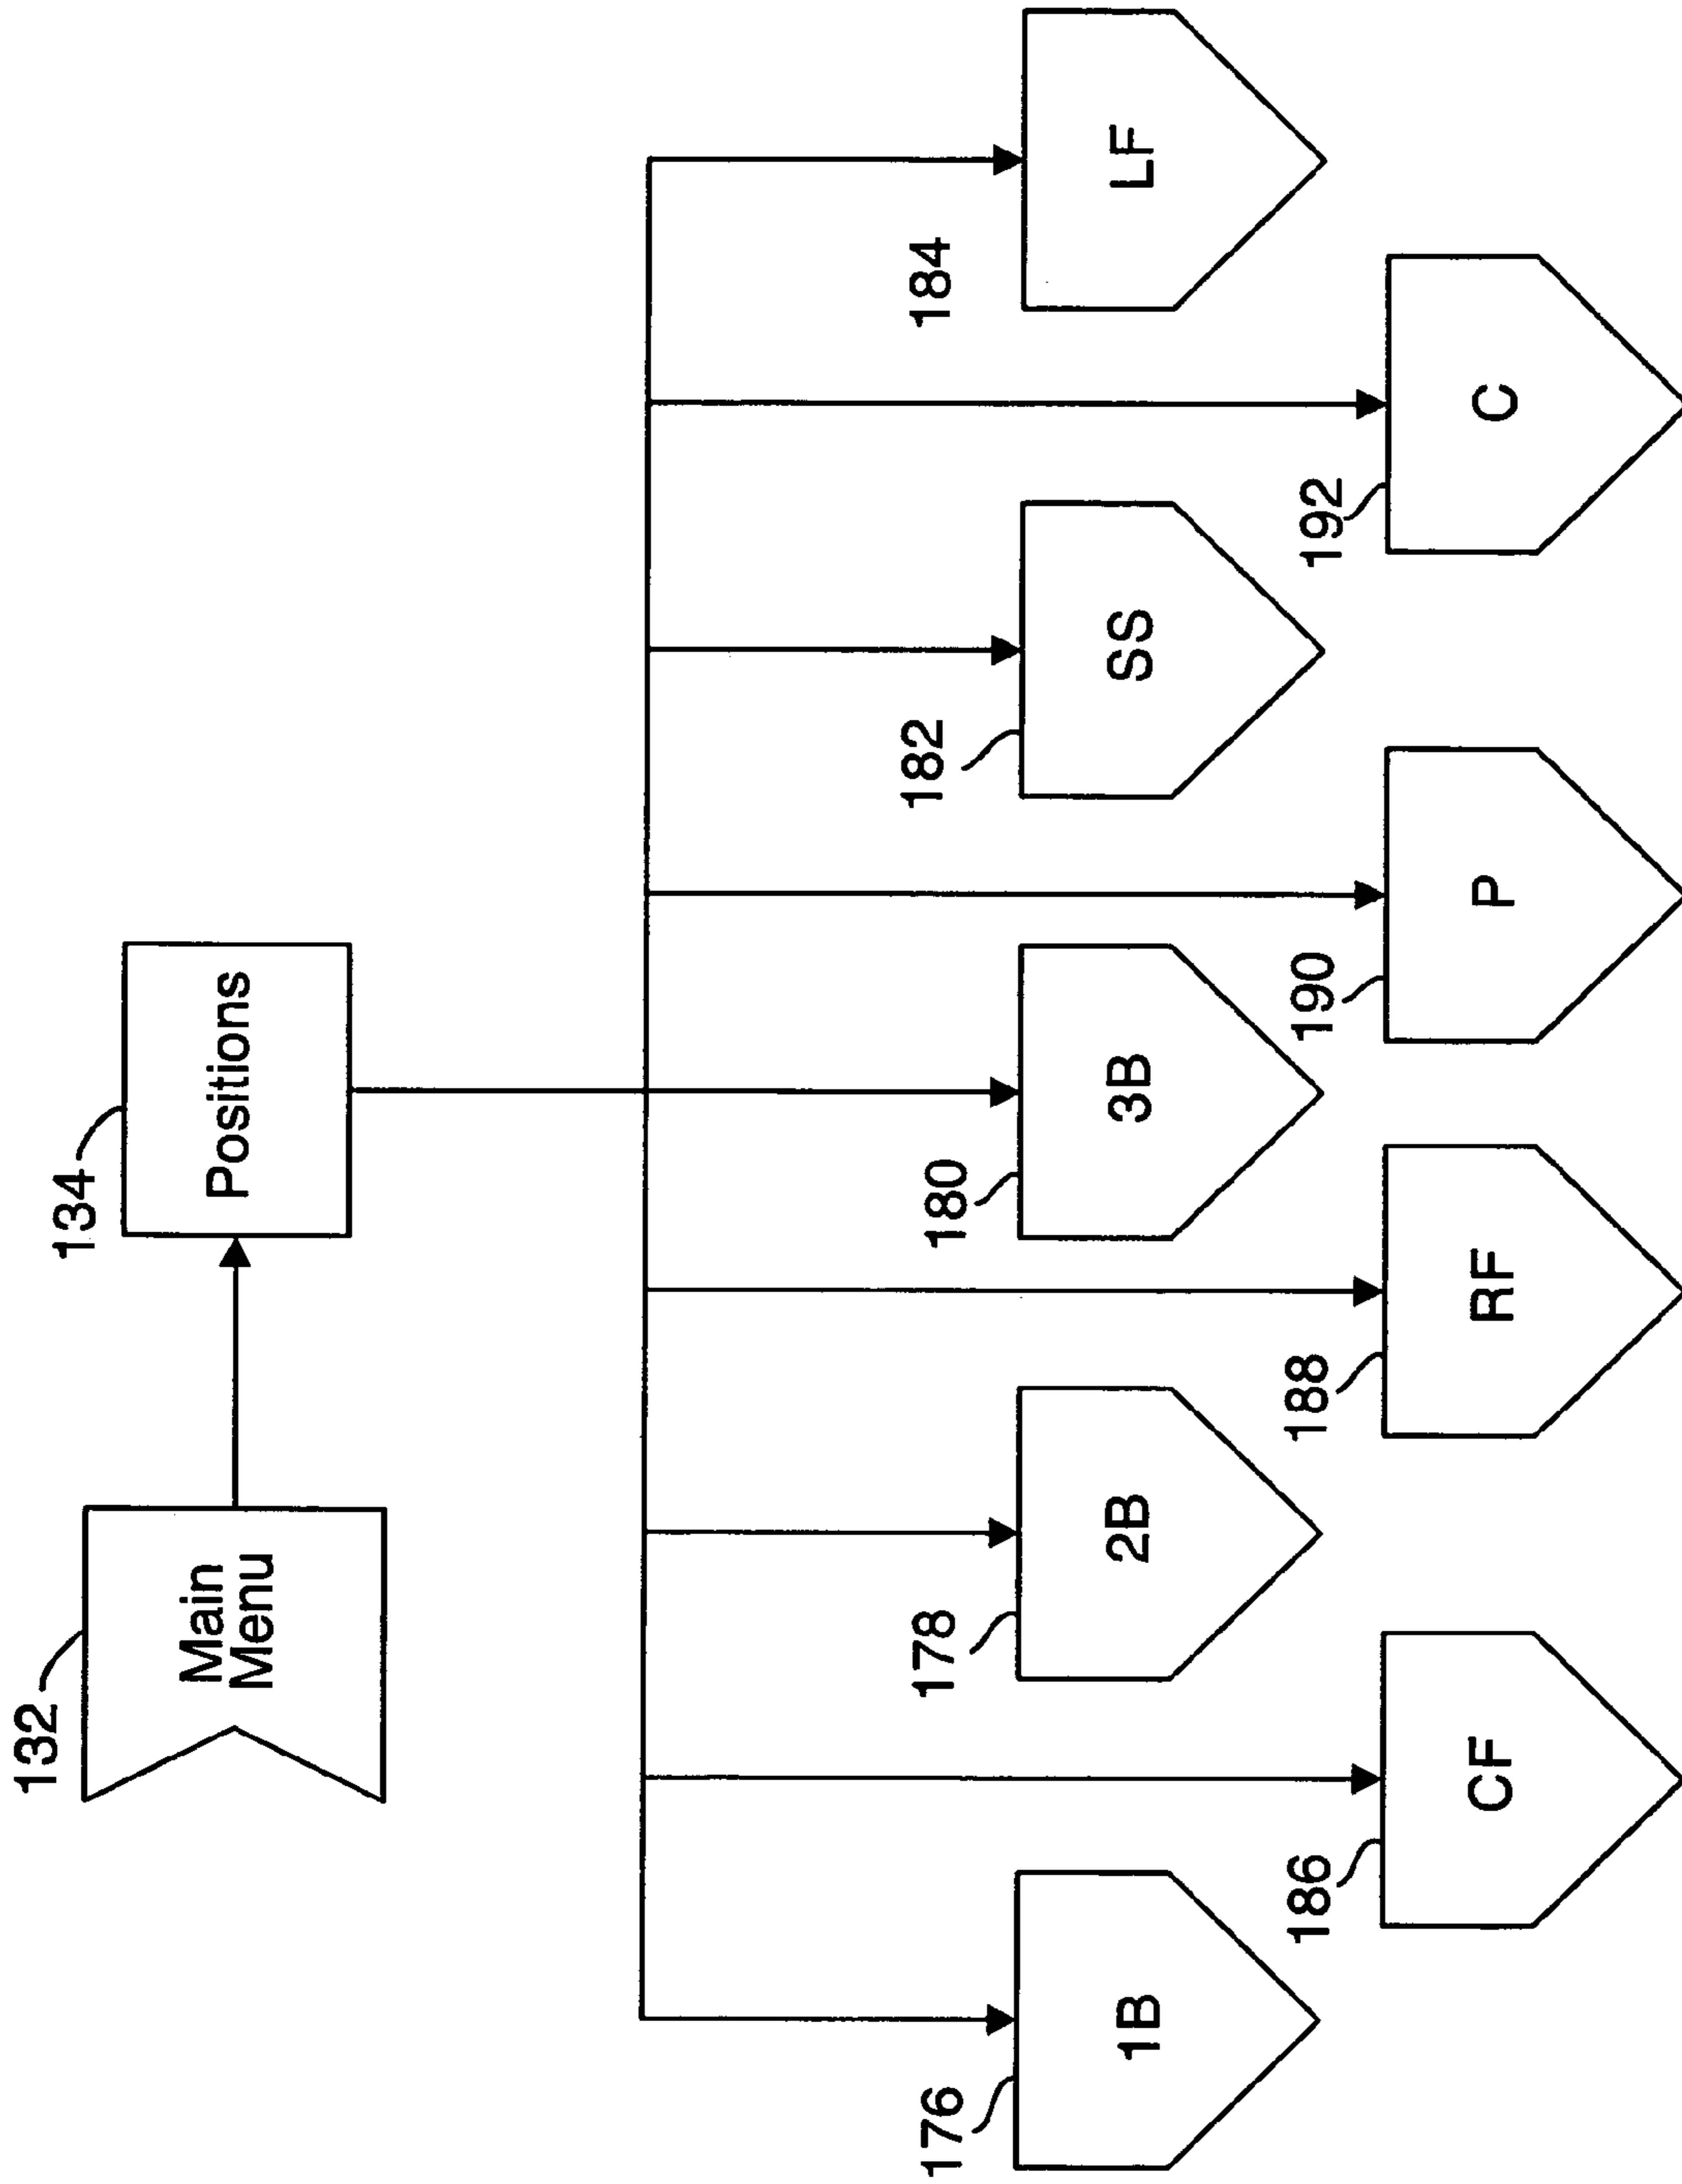 132
Main
Menu
134
Positions
176
1B
178
2B
180
3B
182
SS
184
LF
186
CF
188
RF
190
P
192
C